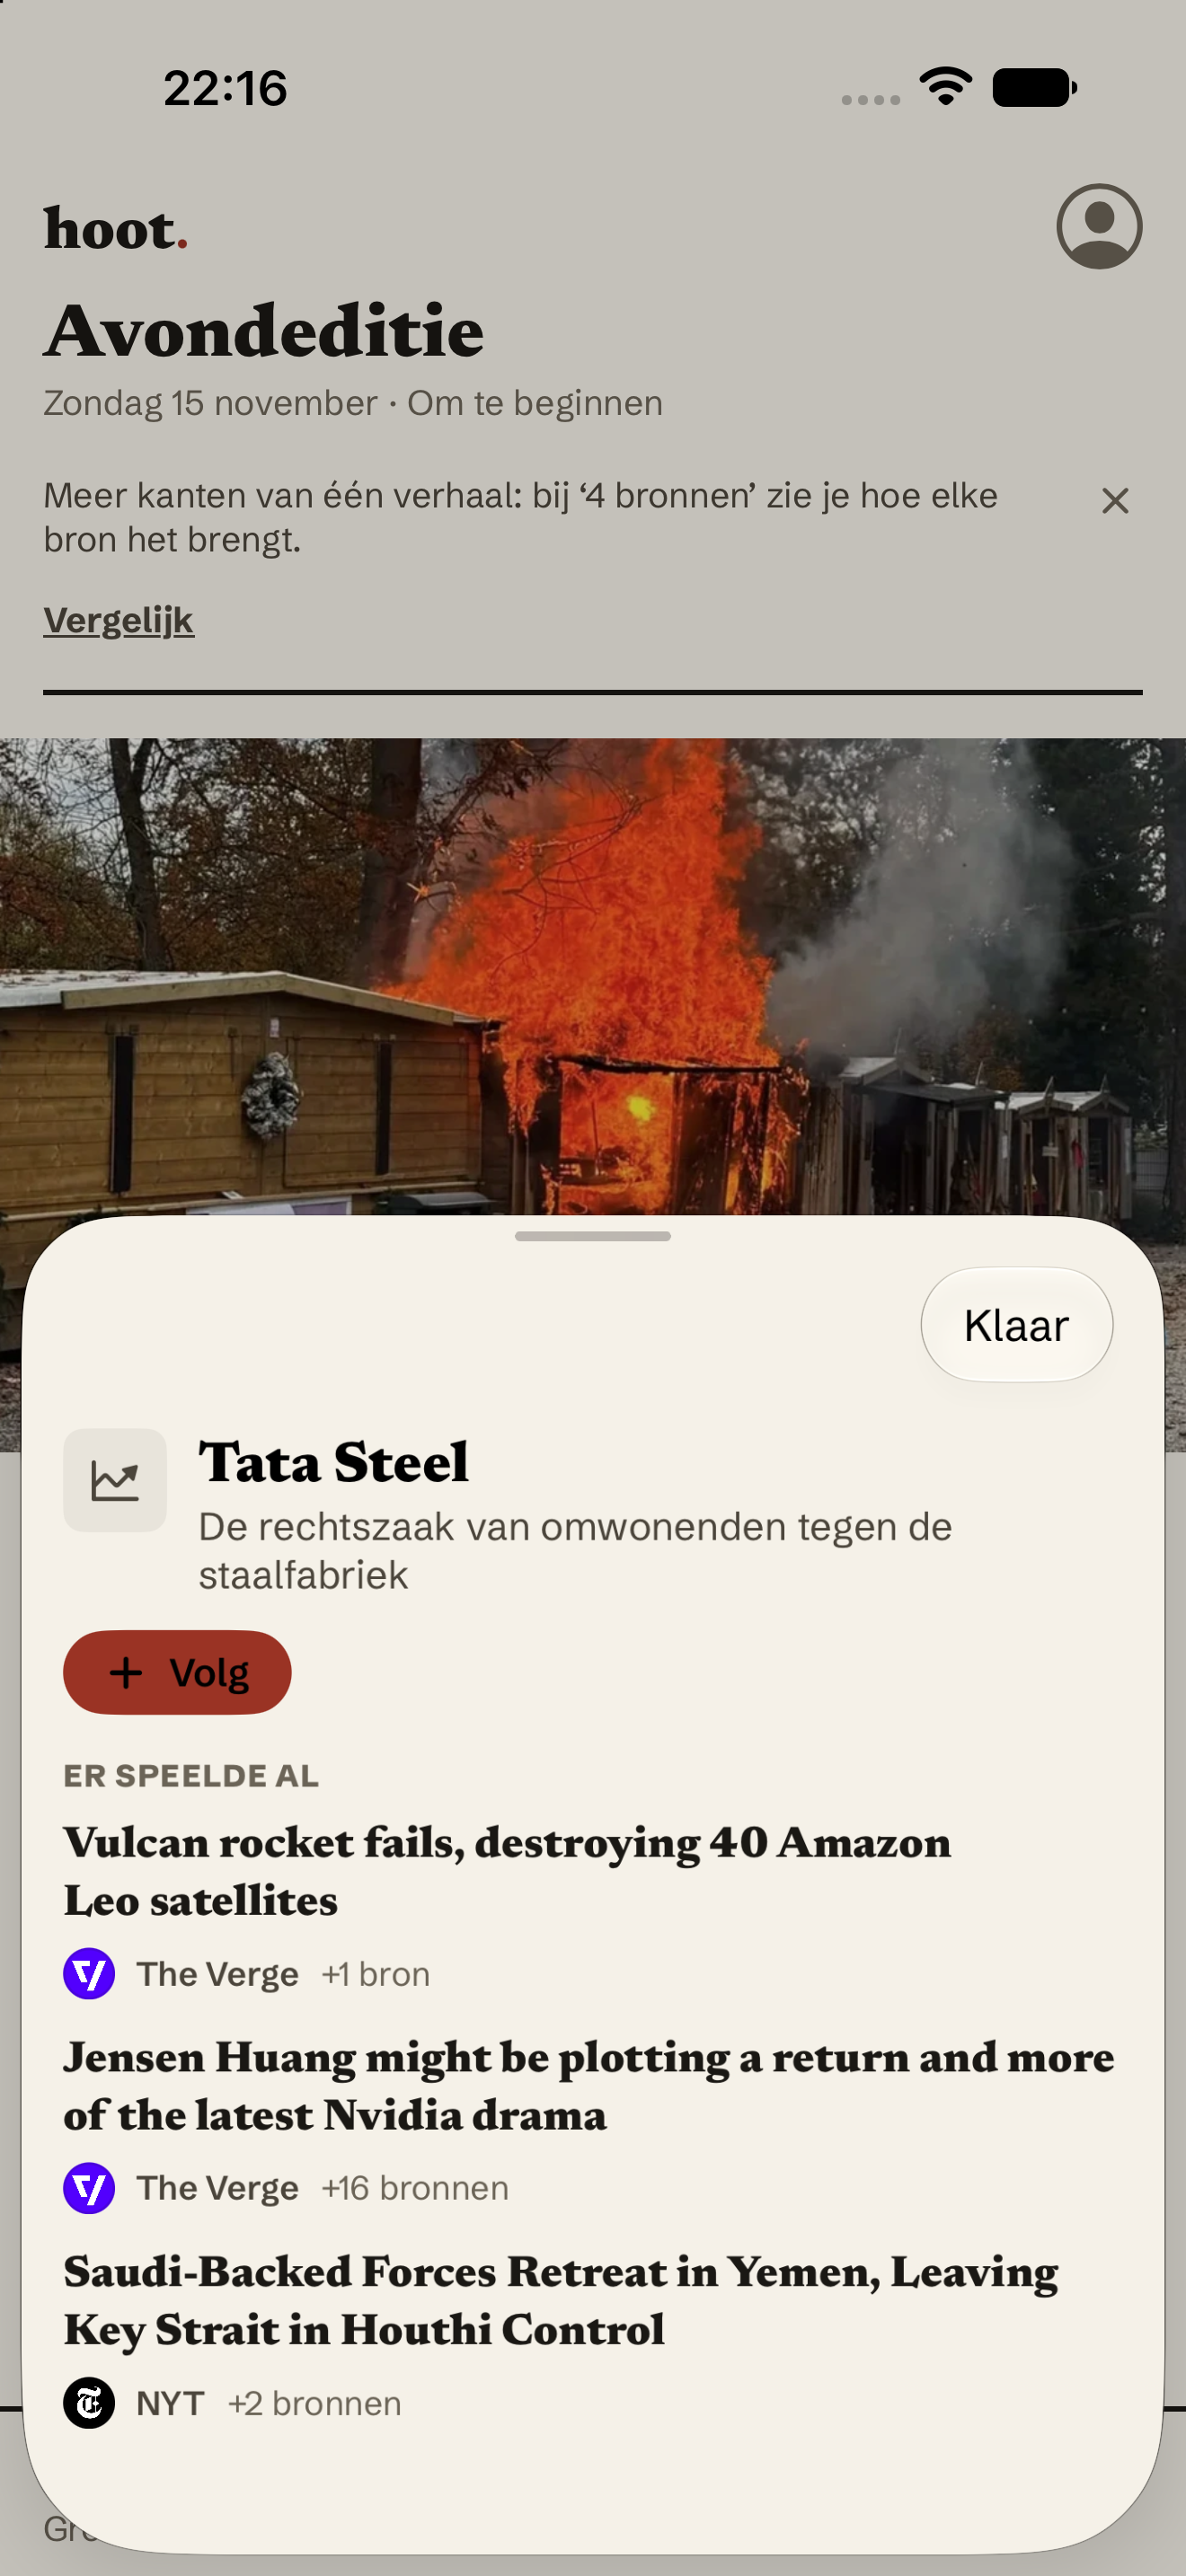 22:16
hoot.
Avondeditie
Zondag 15 november · Om te beginnen
Meer kanten van één verhaal: bij ‘4 bronnen’ zie je hoe elke
bron het brengt.
Vergelijk
Klaar
Tata Steel
De rechtszaak van omwonenden tegen de
staalfabriek
+ Volg
ER SPEELDE AL
Vulcan rocket fails, destroying 40 Amazon
Leo satellites
The Verge +1 bron
Jensen Huang might be plotting a return and more
of the latest Nvidia drama
The Verge +16 bronnen
Saudi-Backed Forces Retreat in Yemen, Leaving
Key Strait in Houthi Control
NYT +2 bronnen